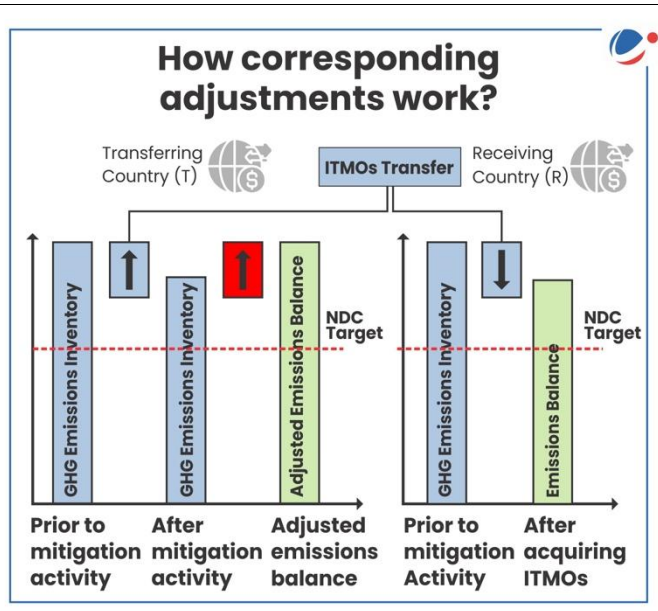 How corresponding
adjustments work?
Transferring
Country (T)
ITMOs Transfer
Receiving
Country (R)
GHG Emissions Inventory
GHG Emissions Inventory
Adjusted Emissions Balance
NDC
Target
GHG Emissions Inventory
Emissions Balance
NDC
Target
Prior to
mitigation
activity
After
mitigation
activity
Adjusted
emissions
balance
Prior to
mitigation
Activity
After
acquiring
ITMOs